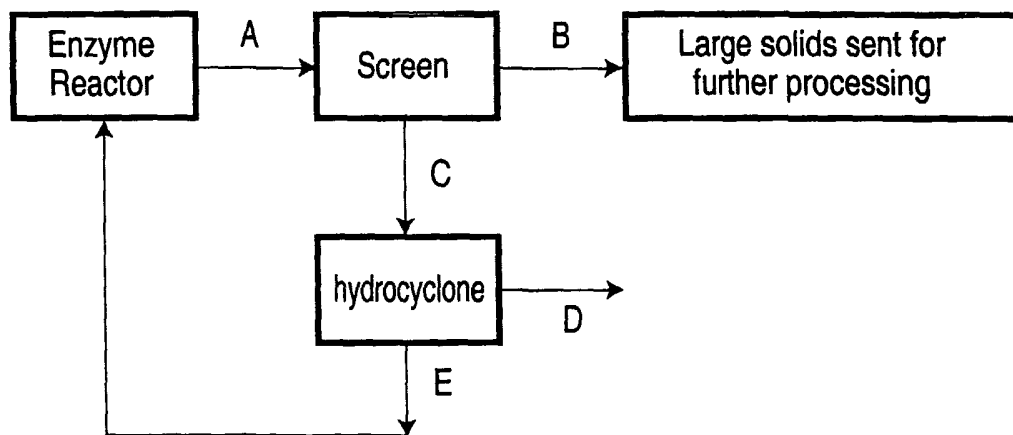 Enzyme
Reactor
A
Screen
B
Large solids sent for
further processing
C
hydrocyclone
D
E